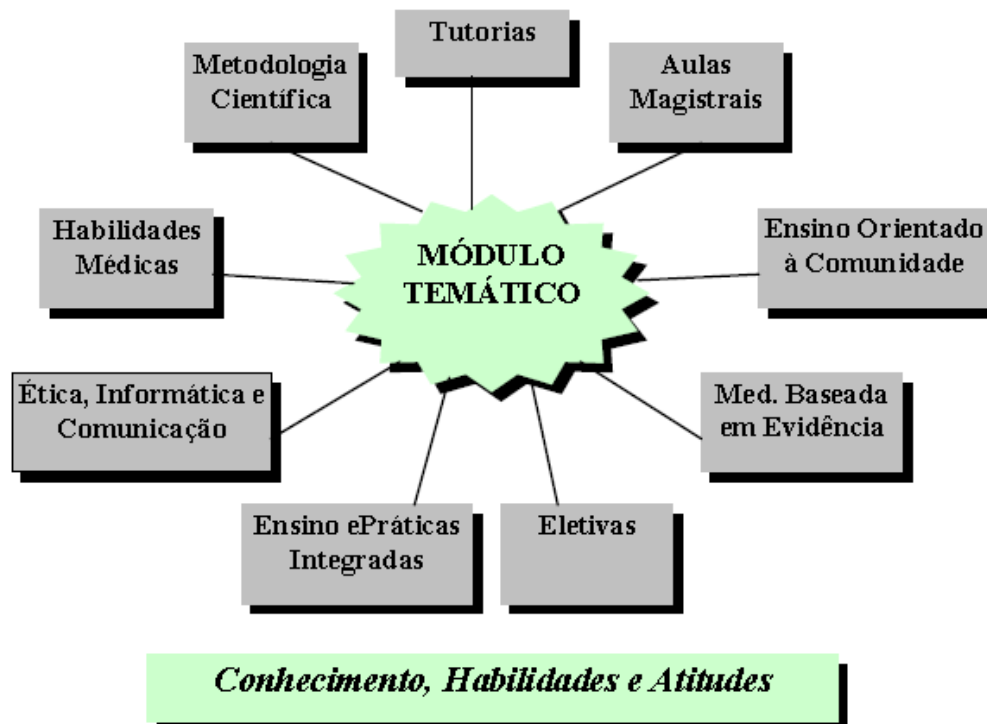 Tutorias
Metodologia
Científica
Aulas
Magistrais
Habilidades
Médicas
MÓDULO
TEMÁTICO
Ensino Orientado
à Comunidade
Ética, Informática e
Comunicação
Med. Baseada
em Evidência
Ensino ePráticas
Integradas
Eletivas
Conhecimento, Habilidades e Atitudes